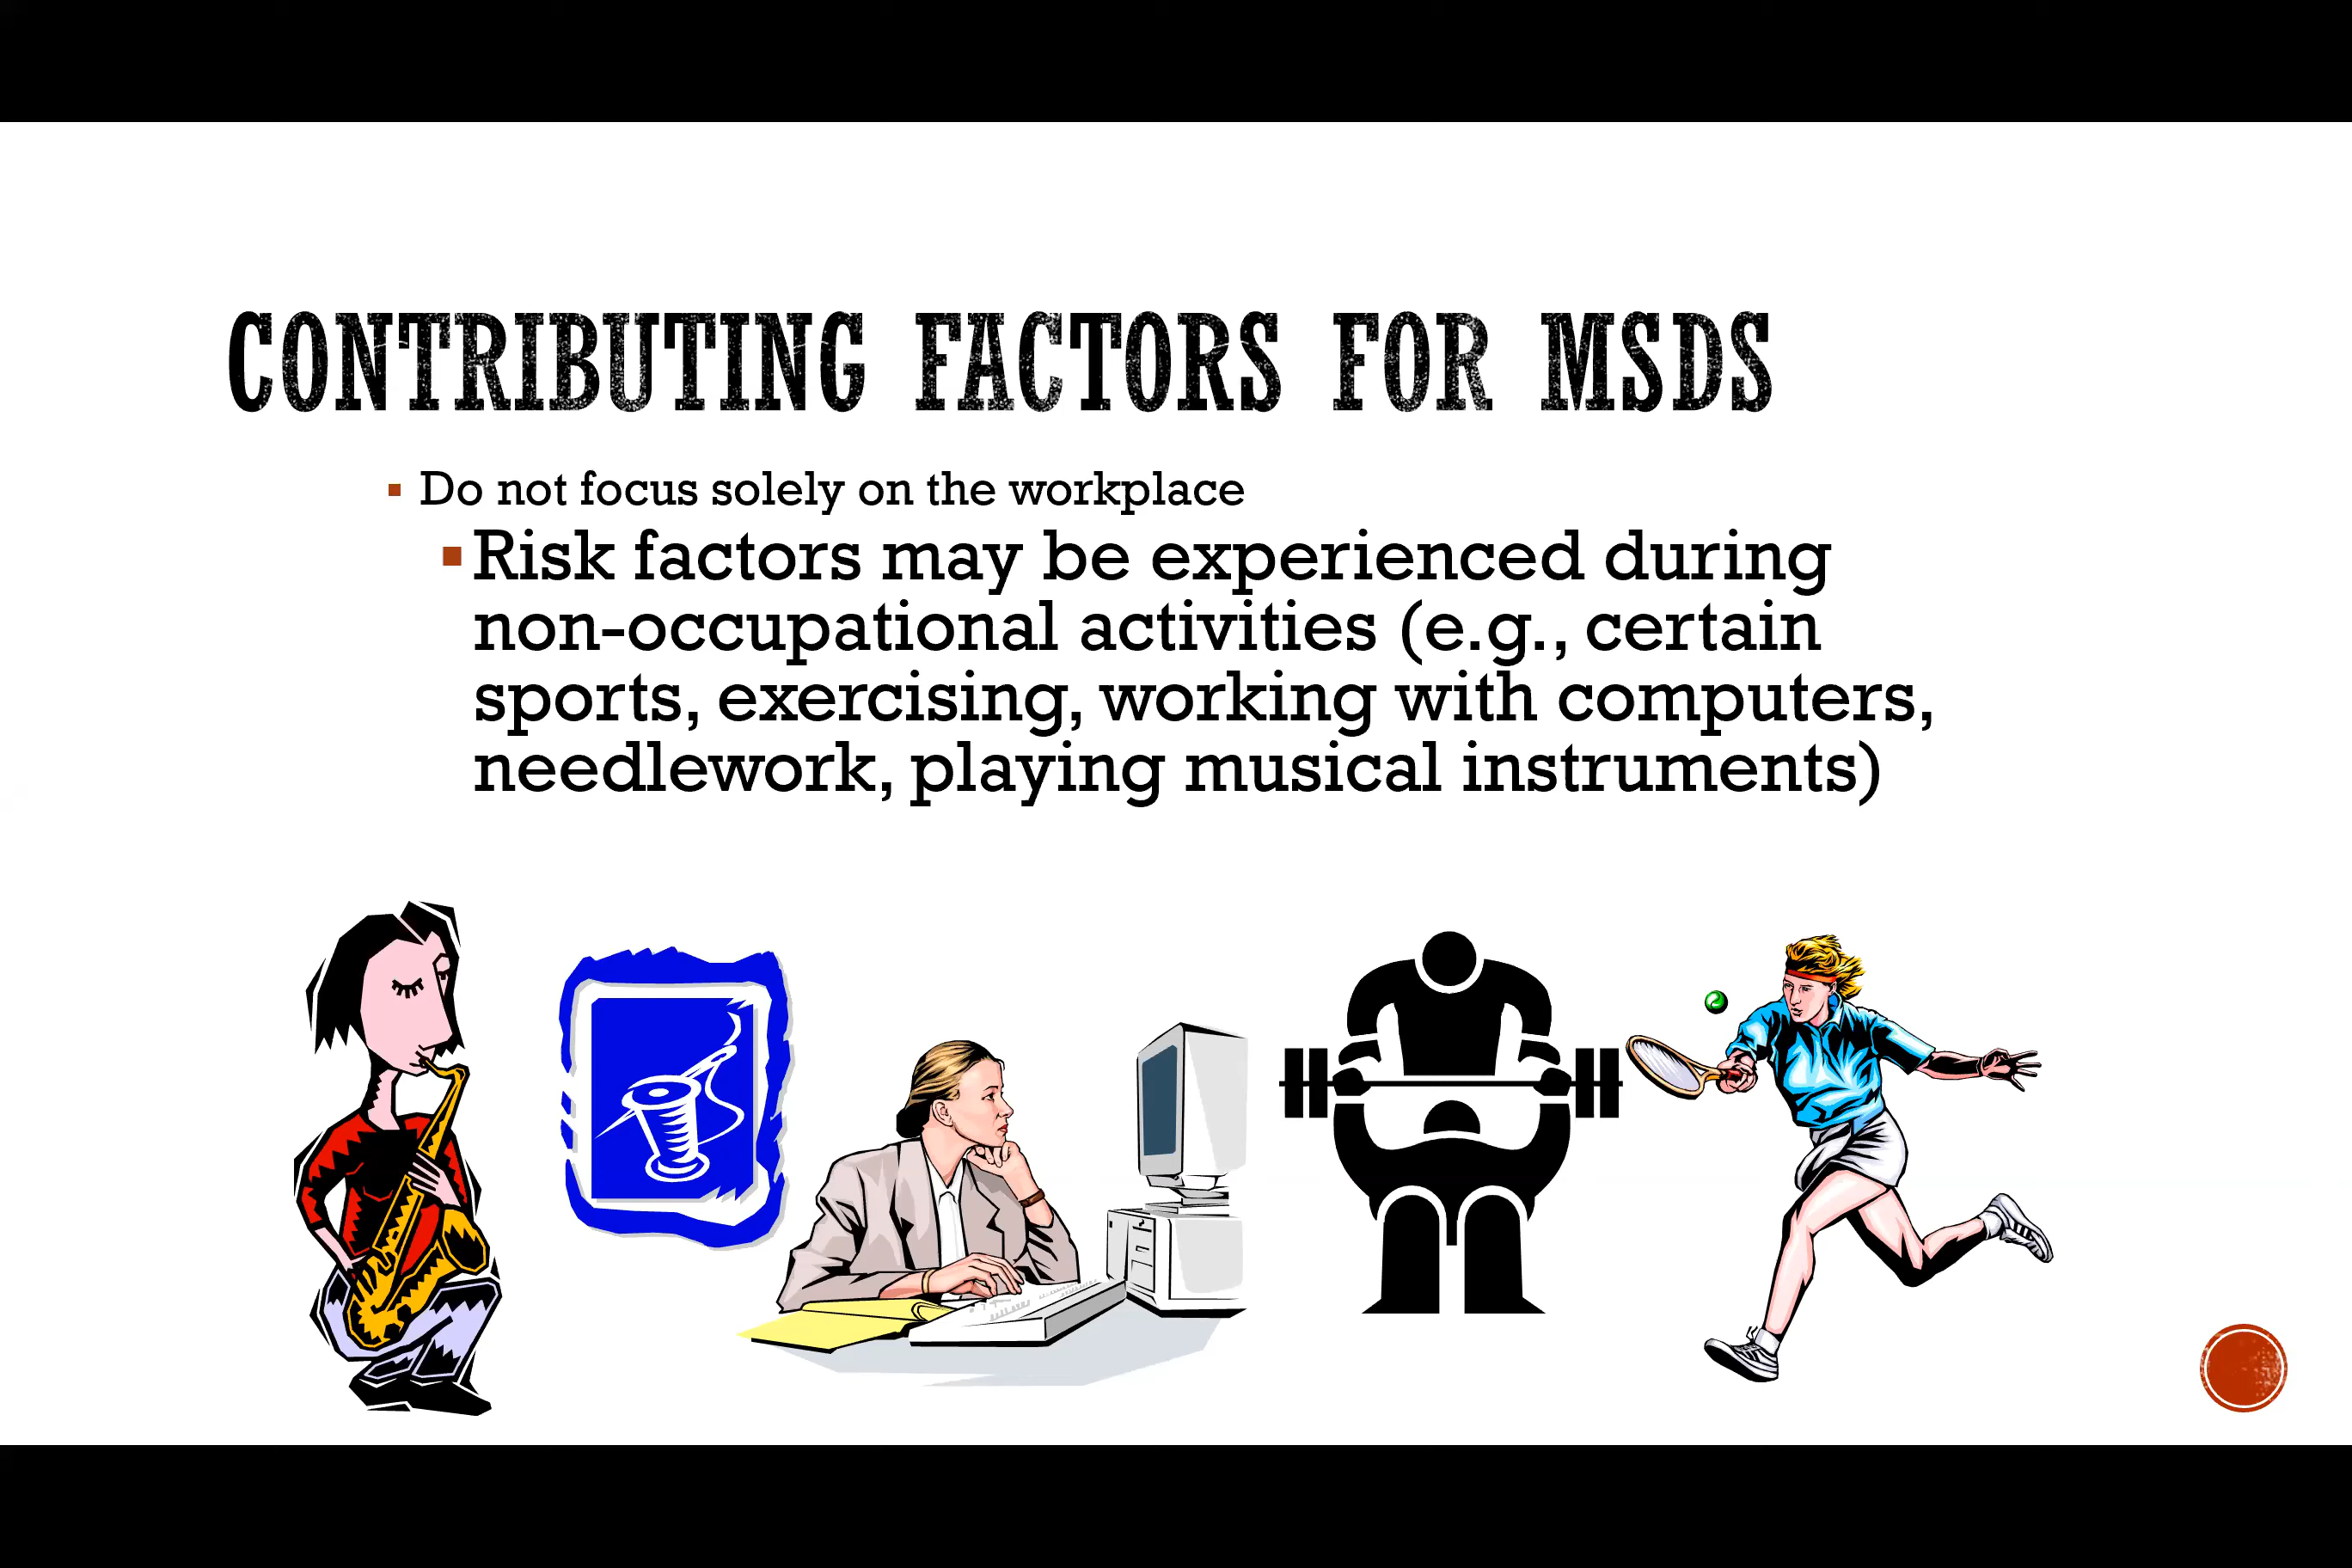 CONTRIBUTING FACTORS FOR MSDS
▪ Do not focus solely on the workplace
▪ Risk factors may be experienced during
non-occupational activities (e.g., certain
sports, exercising, working with computers,
needlework, playing musical instruments)